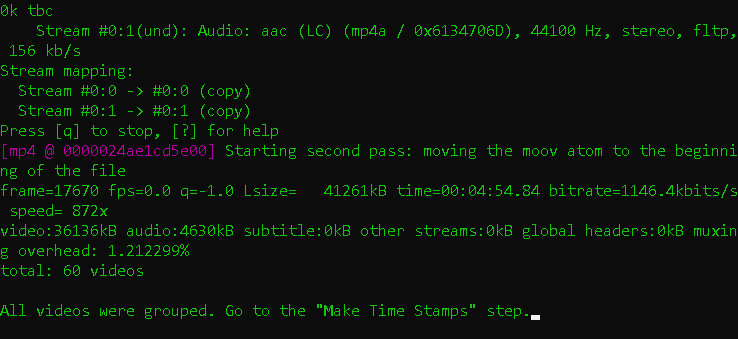 0k tbc
    Stream #0:1(und): Audio: aac (LC) (mp4a / 0x6134706D), 44100 Hz, stereo, fltp,
 156 kb/s
Stream mapping:
  Stream #0:0 -> #0:0 (copy)
  Stream #0:1 -> #0:1 (copy)
Press [q] to stop, [?] for help
[mp4 @ 0000024ae1cd5e00] Starting second pass: moving the moov atom to the beginni
ng of the file
frame=17670 fps=0.0 q=-1.0 Lsize=   41261kB time=00:04:54.84 bitrate=1146.4kbits/s
 speed= 872x
video:36136kB audio:4630kB subtitle:0kB other streams:0kB global headers:0kB muxin
g overhead: 1.212299%
total: 60 videos
All videos were grouped. Go to the "Make Time Stamps" step.